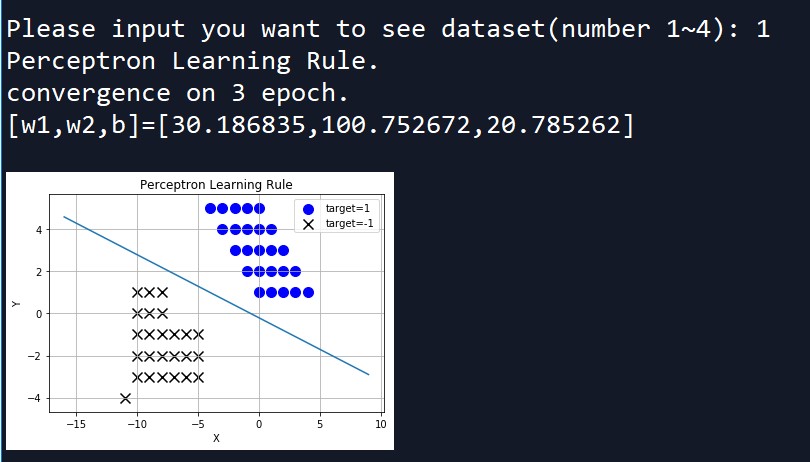 Please input you want to see dataset(number 1~4): 1
Perceptron Learning Rule.
convergence on 3 epoch.
[w1,w2,b]=[30.186835,100.752672,20.785262]
Perceptron Learning Rule
target=1
target=-1
4
2
0
−2
−4
Y
−15 −10 −5 0 5 10
X